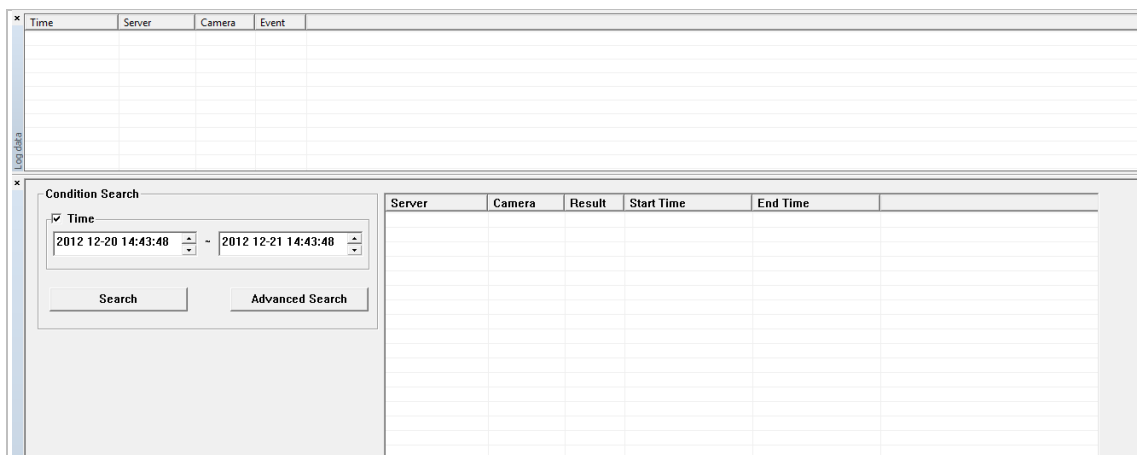 Time Server Camera Event
Log data
Condition Search
Time
2012 12-20 14:43:48 ~ 2012 12-21 14:43:48
Search Advanced Search
Server Camera Result Start Time End Time